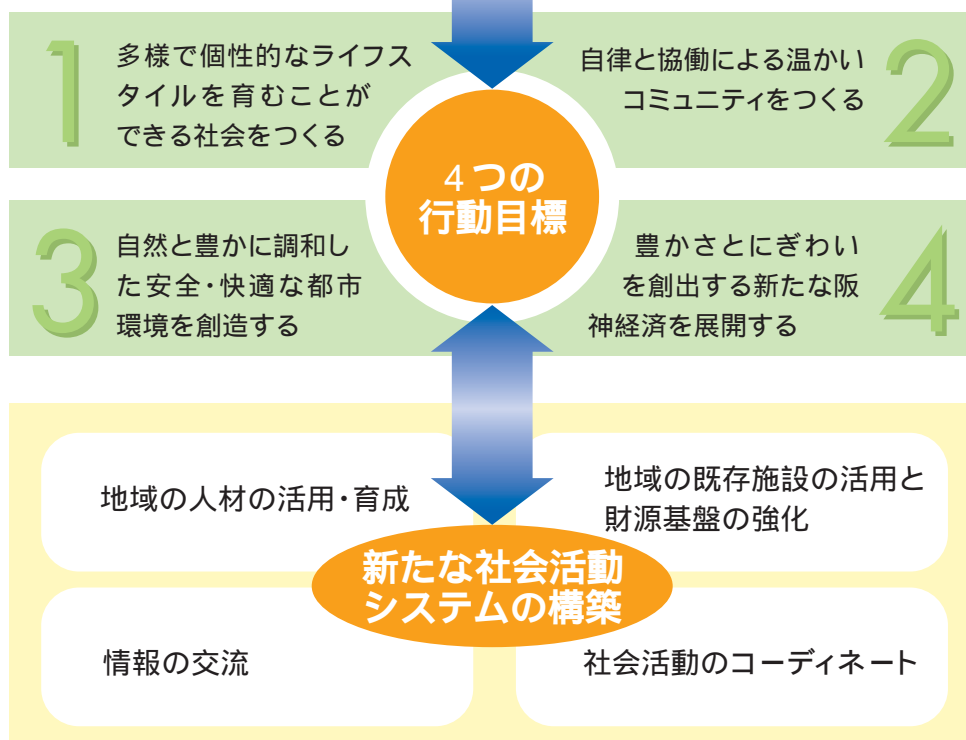 1
多様で個性的なライフス
タイルを育むことが
できる社会をつくる
自律と協働による温かい
コミュニティをつくる
2
4つの
行動目標
3
自然と豊かに調和し
た安全・快適な都市
環境を創造する
豊かさとにぎわい
を創出する新たな阪
神経済を展開する
4
地域の人材の活用・育成
地域の既存施設の活用と
財源基盤の強化
新たな社会活動
システムの構築
情報の交流
社会活動のコーディネート